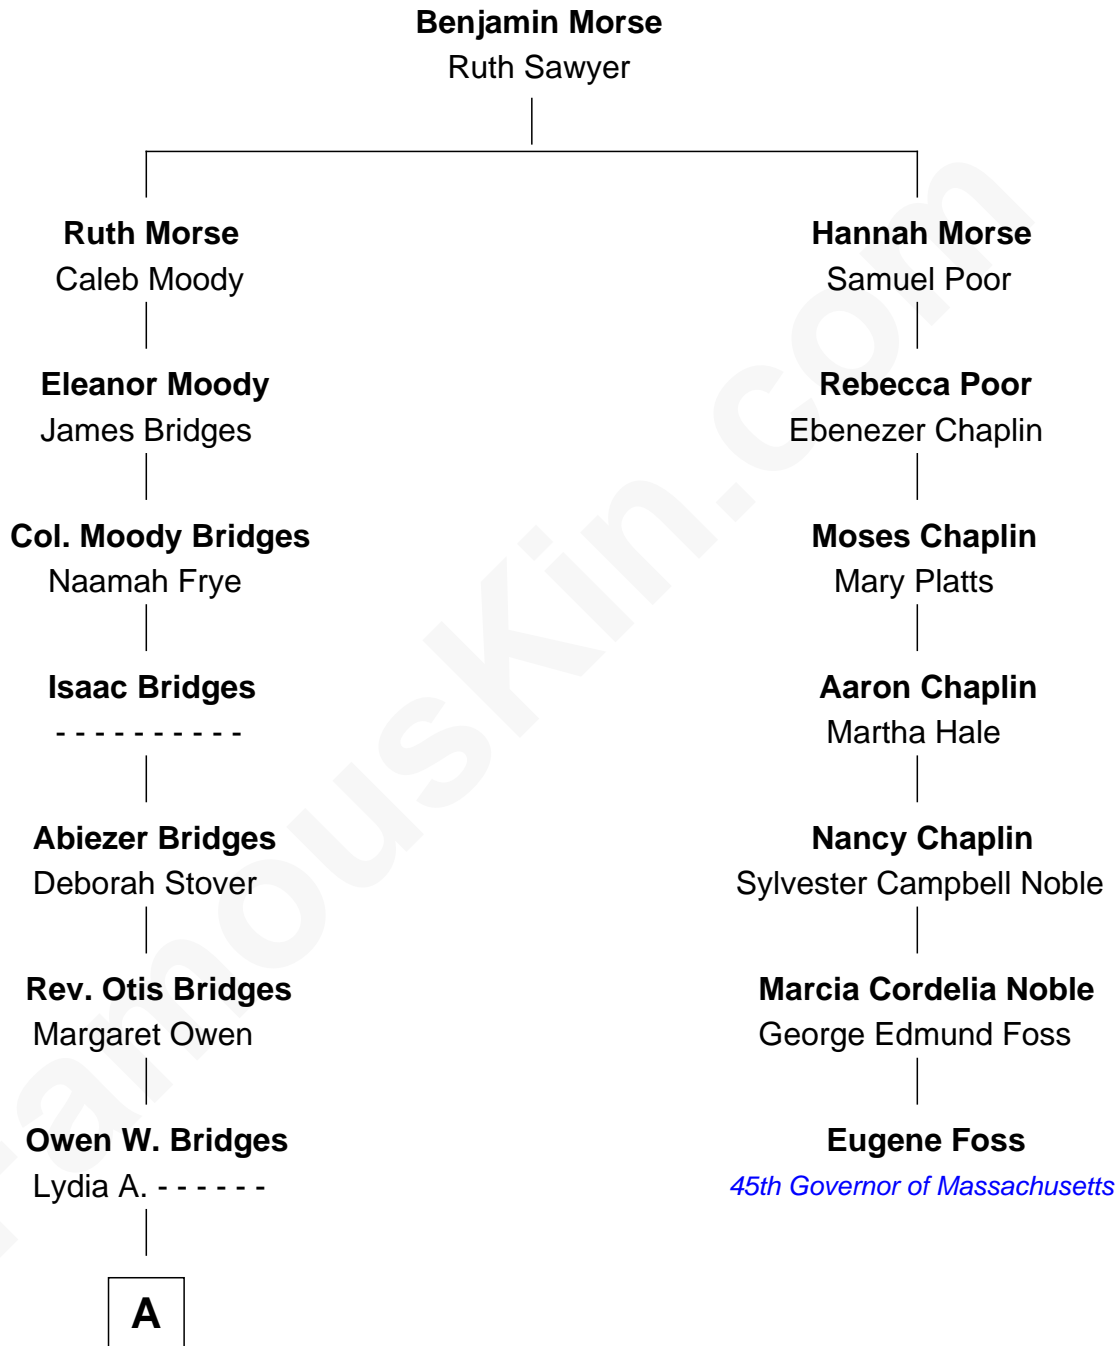 Benjamin Morse
Ruth Sawyer
Ruth Morse
Caleb Moody
Hannah Morse
Samuel Poor
Eleanor Moody
James Bridges
Rebecca Poor
Ebenezer Chaplin
Col. Moody Bridges
Naamah Frye
Moses Chaplin
Mary Platts
Isaac Bridges
- - - - - - - - - -
Aaron Chaplin
Martha Hale
Abiezer Bridges
Deborah Stover
Nancy Chaplin
Sylvester Campbell Noble
Rev. Otis Bridges
Margaret Owen
Marcia Cordelia Noble
George Edmund Foss
Owen W. Bridges
Lydia A. - - - - - -
Eugene Foss
45th Governor of Massachusetts
A
FamousKin.com